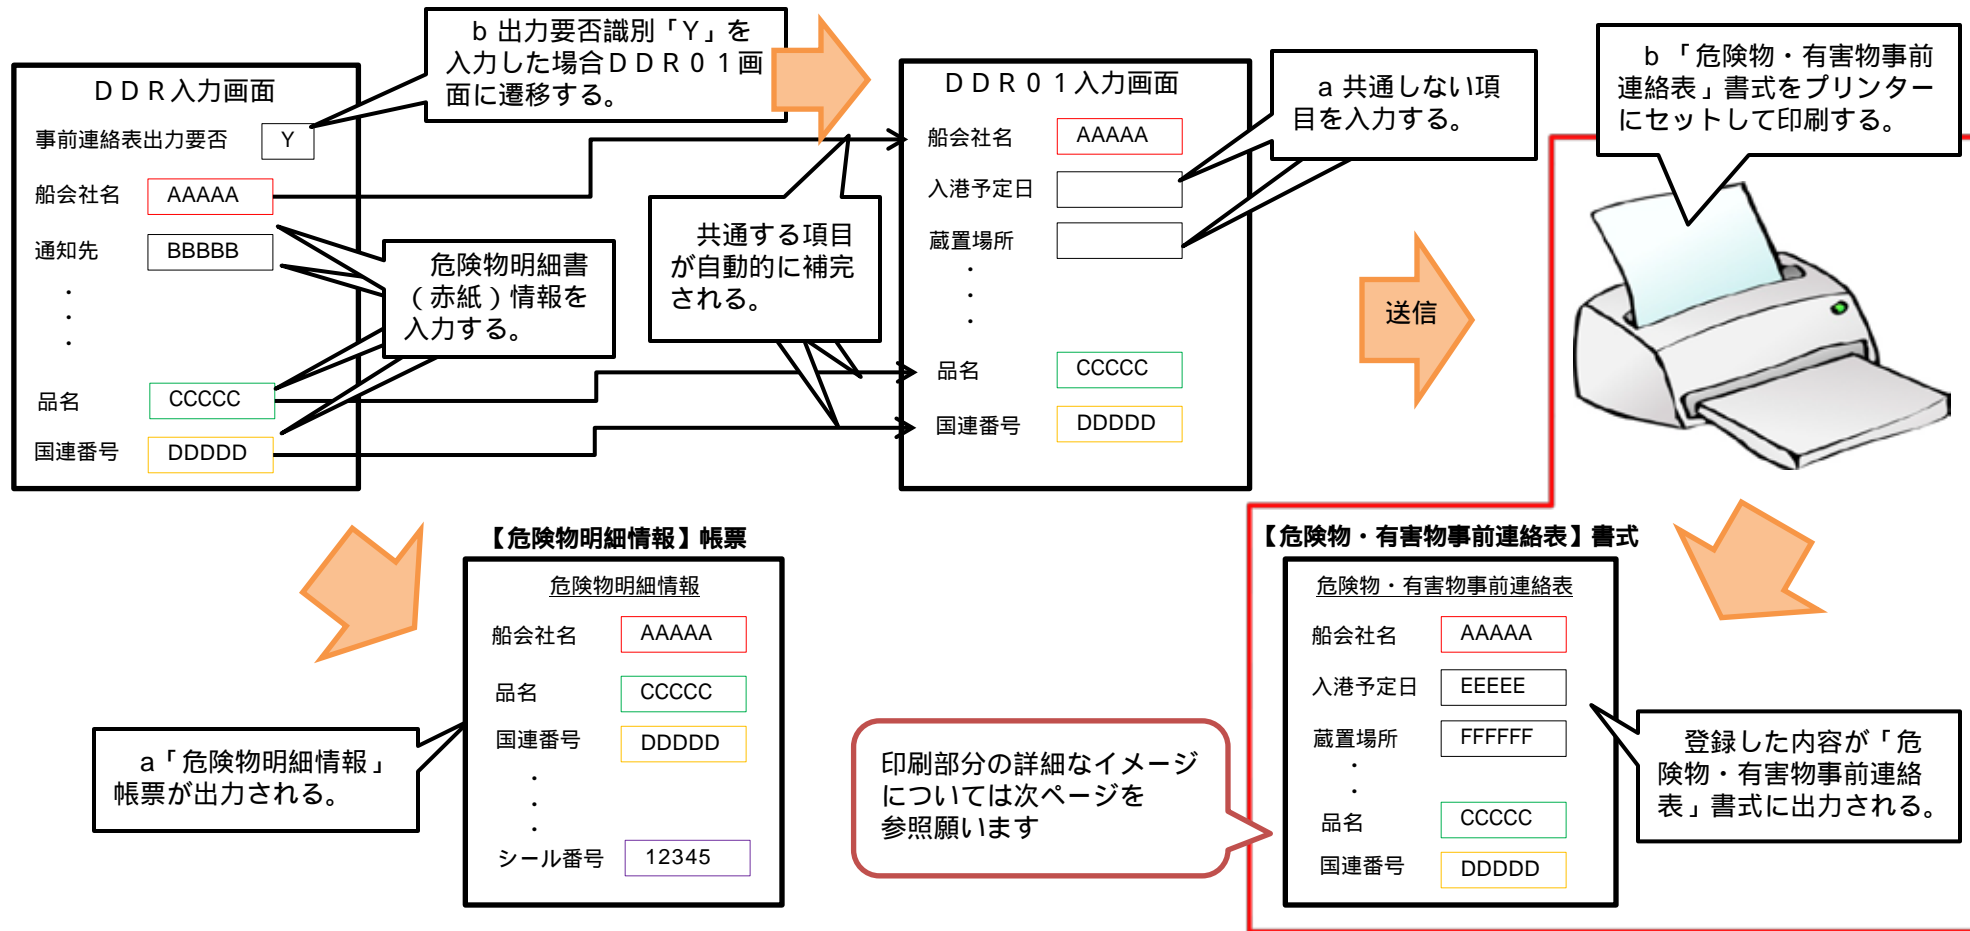 ｂ 出力要否識別「Ｙ」を
入力した場合ＤＤＲ０１画
面に遷移する。
ＤＤＲ入力画面
事前連絡表出力要否 Y
船会社名 AAAAA
通知先 BBBBB
・
・
・
品名 CCCCC
国連番号 DDDDD
危険物明細書
（赤紙）情報を
入力する。
共通する項目
が自動的に補完
される。
ＤＤＲ０１入力画面
船会社名 AAAAA
入港予定日
蔵置場所
・
・
・
品名 CCCCC
国連番号 DDDDD
ａ 共通しない項
目を入力する。
送信
ｂ 「危険物・有害物事前
連絡表」書式をプリンター
にセットして印刷する。
【危険物明細情報】帳票
危険物明細情報
船会社名 AAAAA
品名 CCCCC
国連番号 DDDDD
・
・
・
シール番号 12345
ａ「危険物明細情報」
帳票が出力される。
印刷部分の詳細なイメージ
については次ページを
参照願います
【危険物・有害物事前連絡表】書式
危険物・有害物事前連絡表
船会社名 AAAAA
入港予定日 EEEEE
蔵置場所 FFFFFF
・
・
品名 CCCCC
国連番号 DDDDD
登録した内容が「危
険物・有害物事前連絡
表」書式に出力される。